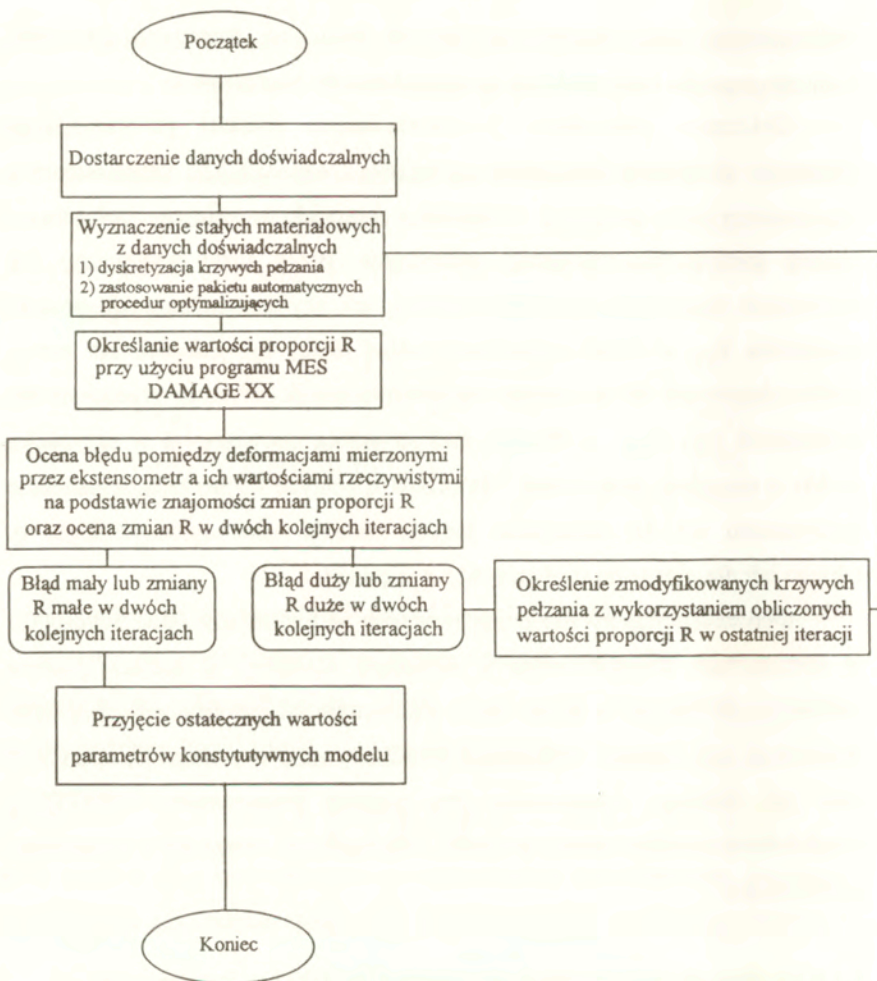 Początek
Dostarczenie danych doświadczalnych
Wyznaczenie stałych materiałowych
z danych doświadczalnych
1) dyskretyzacja krzywych pełzania
2) zastosowanie pakietu automatycznych
procedur optymalizujących
Określanie wartości proporcji R
przy użyciu programu MES
DAMAGE XX
Ocena błędu pomiędzy deformacjami mierzonymi
przez ekstensometr a ich wartościami rzeczywistymi
na podstawie znajomości zmian proporcji R
oraz ocena zmian R w dwóch kolejnych iteracjach
Błąd mały lub zmiany
R małe w dwóch
kolejnych iteracjach
Błąd duży lub zmiany
R duże w dwóch
kolejnych iteracjach
Określenie zmodyfikowanych krzywych
pełzania z wykorzystaniem obliczonych
wartości proporcji R w ostatniej iteracji
Przyjęcie ostatecznych wartości
parametrów konstytutywnych modelu
Koniec